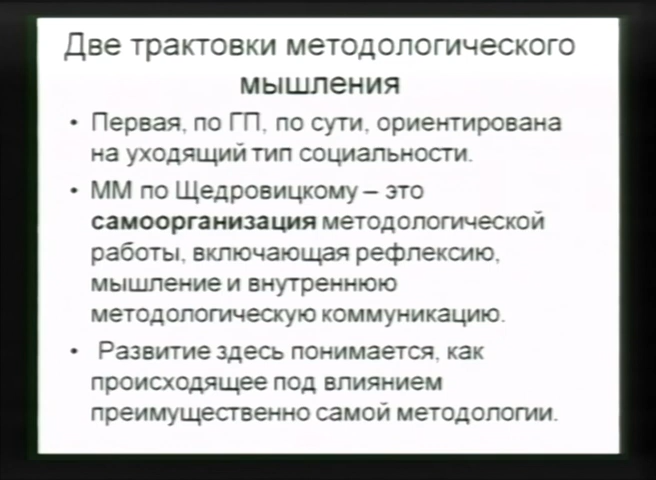 Две трактовки методологического
мышления
• Первая, по ГП, по сути, ориентирована
на уходящий тип социальности.
• ММ по Щедровицкому – это
самоорганизация методологической
работы, включающая рефлексию,
мышление и внутреннюю
методологическую коммуникацию.
• Развитие здесь понимается, как
происходящее под влиянием
преимущественно самой методологии.